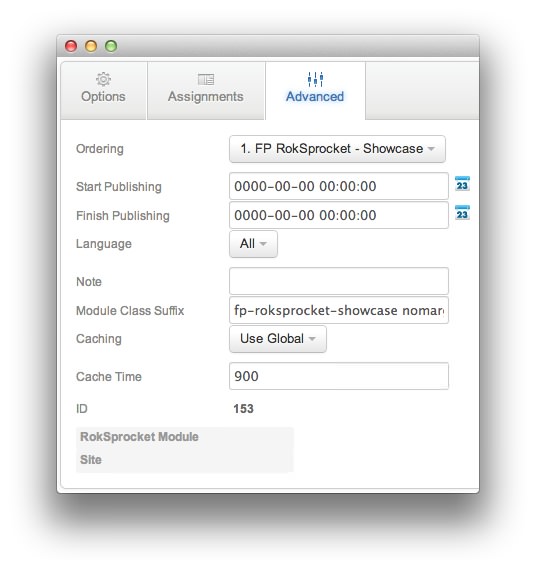 Options Assignments Advanced
Ordering 1. FP RokSprocket - Showcase
Start Publishing 0000-00-00 00:00:00 23
Finish Publishing 0000-00-00 00:00:00 23
Language All
Note
Module Class Suffix fp-roksprocket-showcase nomar
Caching Use Global
Cache Time 900
ID 153
RokSprocket Module
Site